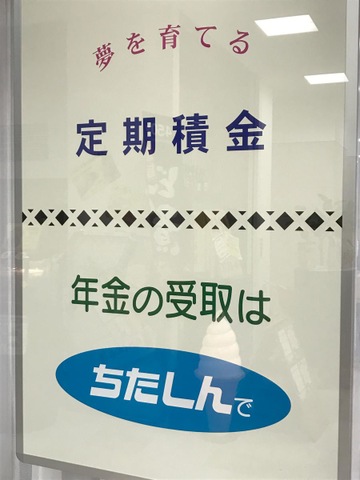 夢を育てる
定期積金
年金の受取は
ちたしんで